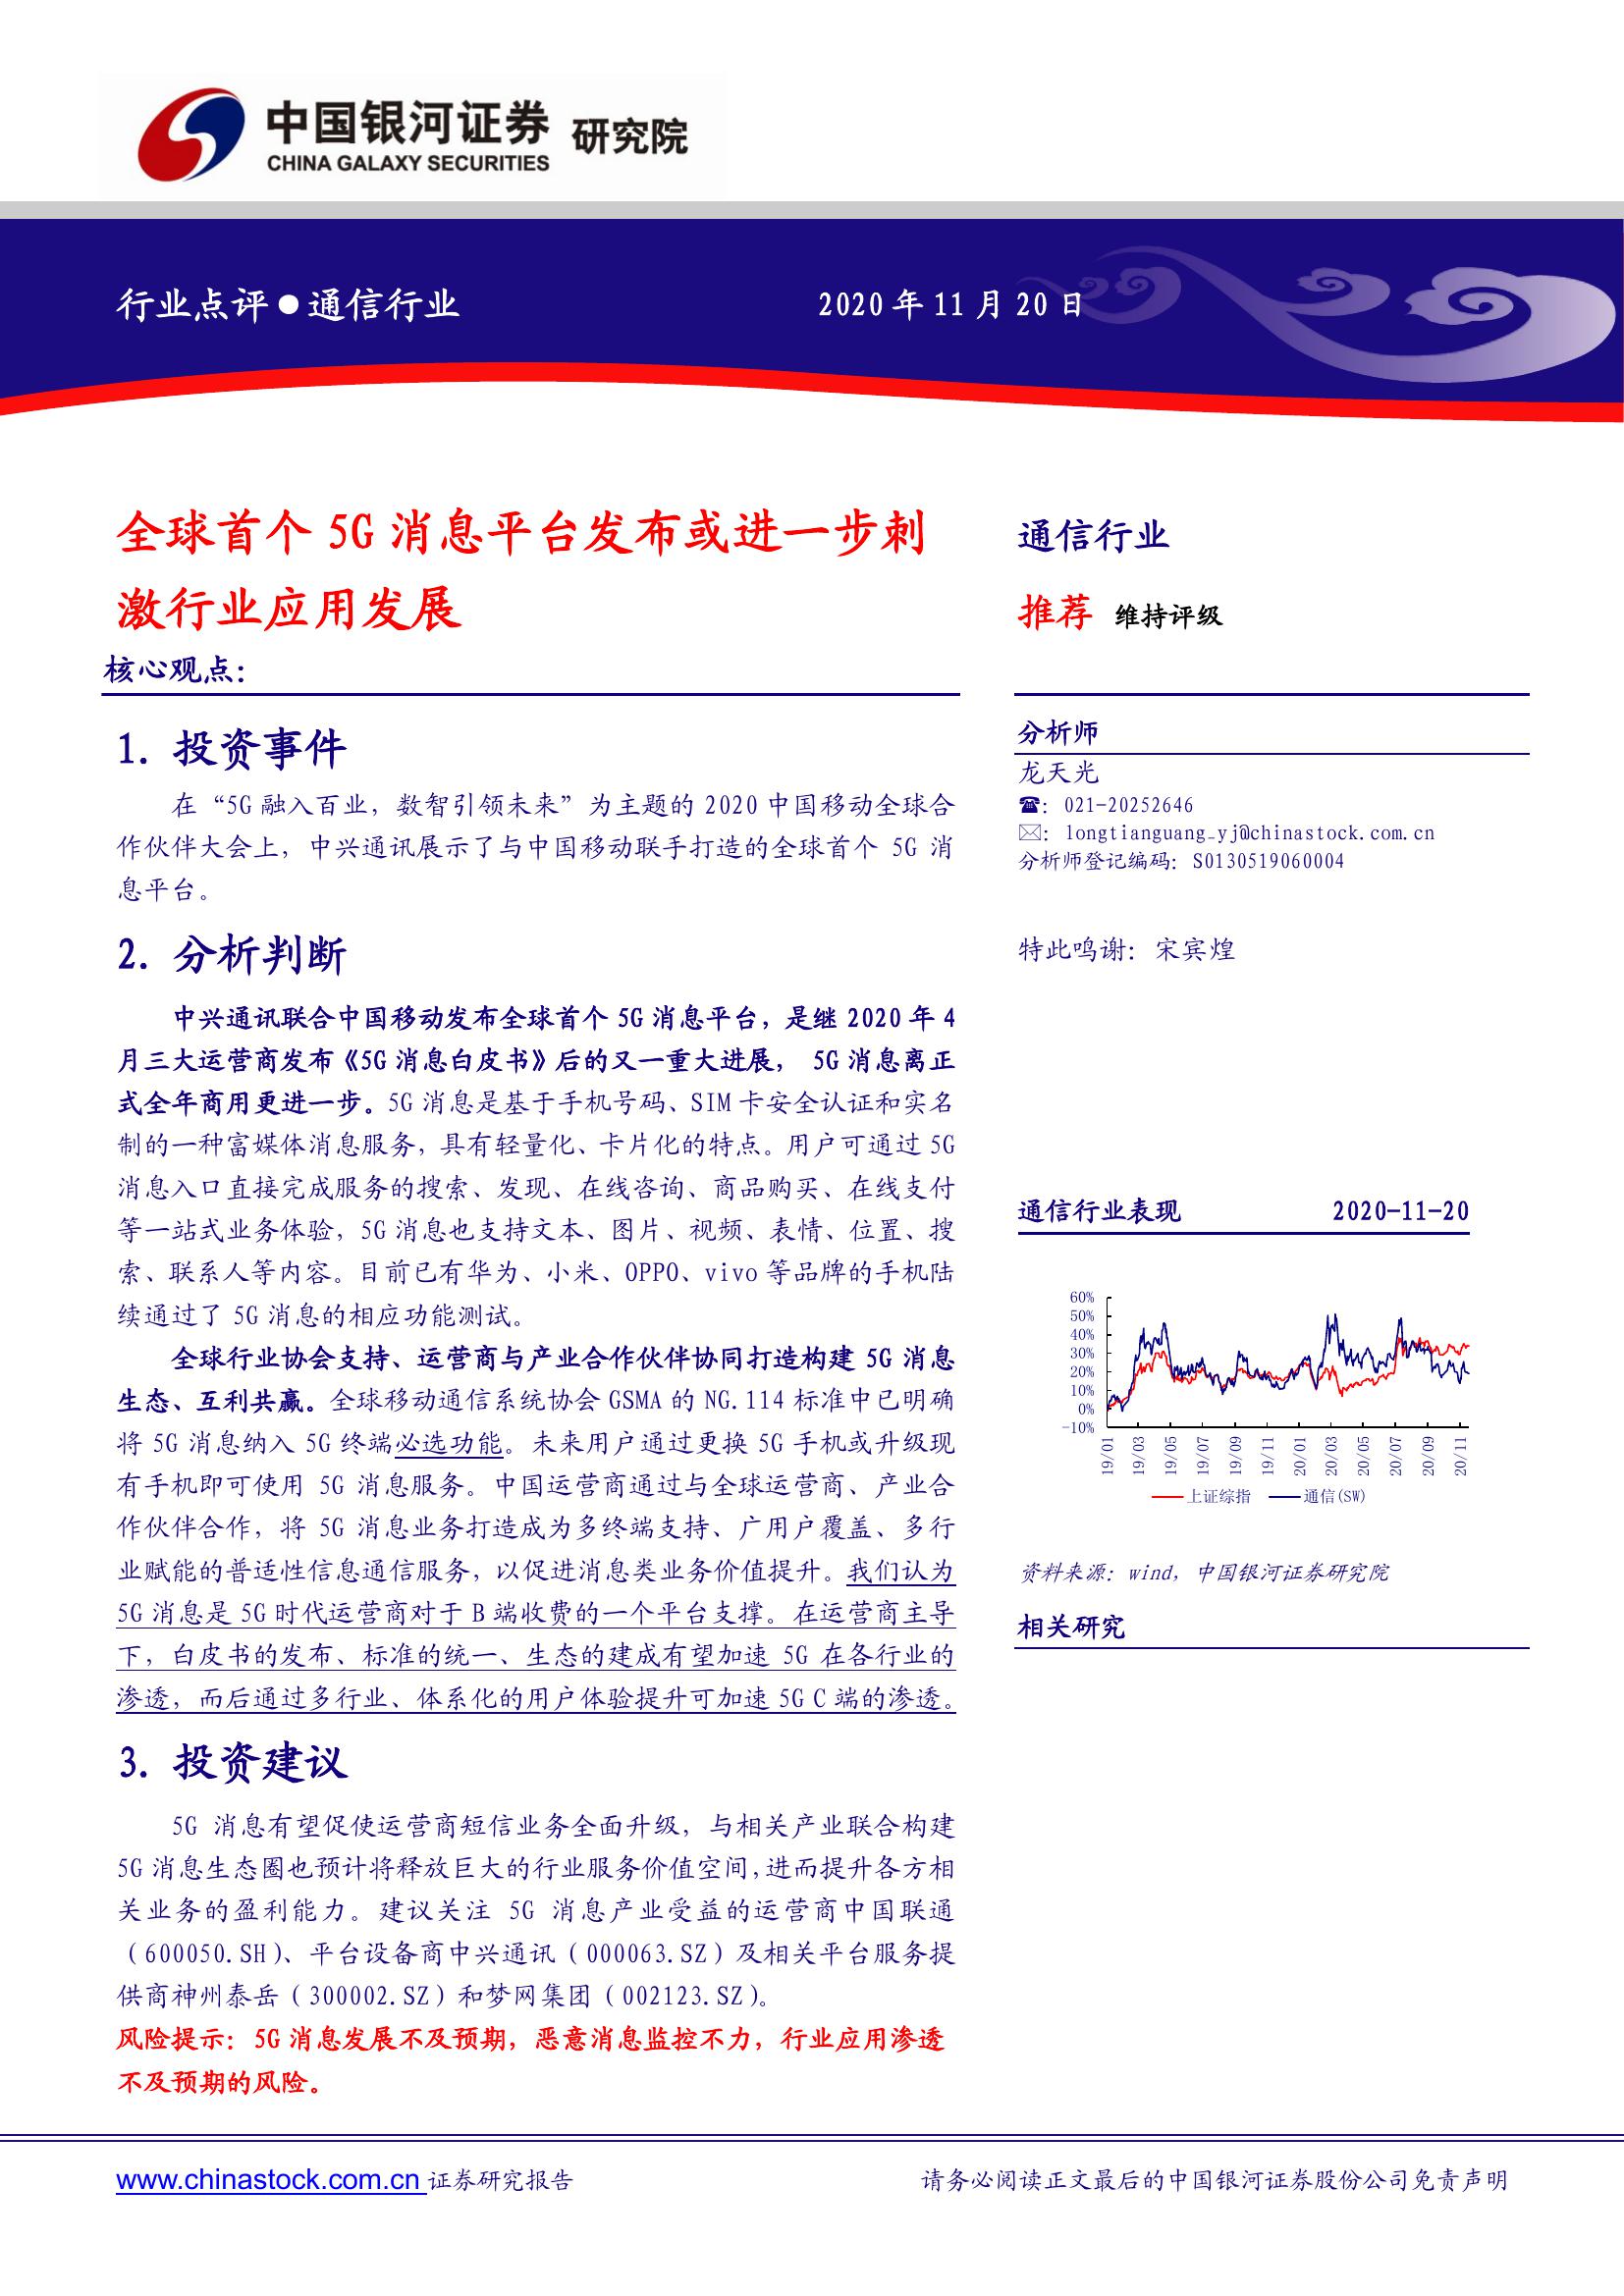 中国银河证券 研究院
CHINA GALAXY SECURITIES
行业点评●通信行业
2020 年 11 月 20 日
全球首个 5G 消息平台发布或进一步刺
激行业应用发展
核心观点：
1. 投资事件
在“5G 融入百业，数智引领未来”为主题的 2020 中国移动全球合
作伙伴大会上，中兴通讯展示了与中国移动联手打造的全球首个 5G 消
息平台。
2. 分析判断
中兴通讯联合中国移动发布全球首个 5G 消息平台，是继 2020 年 4
月三大运营商发布《5G 消息白皮书》后的又一重大进展， 5G 消息离正
式全年商用更进一步。5G 消息是基于手机号码、SIM 卡安全认证和实名
制的一种富媒体消息服务，具有轻量化、卡片化的特点。用户可通过 5G
消息入口直接完成服务的搜索、发现、在线咨询、商品购买、在线支付
等一站式业务体验，5G 消息也支持文本、图片、视频、表情、位置、搜
索、联系人等内容。目前已有华为、小米、OPPO、vivo 等品牌的手机陆
续通过了 5G 消息的相应功能测试。
全球行业协会支持、运营商与产业合作伙伴协同打造构建 5G 消息
生态、互利共赢。全球移动通信系统协会 GSMA 的 NG.114 标准中已明确
将 5G 消息纳入 5G 终端必选功能。未来用户通过更换 5G 手机或升级现
有手机即可使用 5G 消息服务。中国运营商通过与全球运营商、产业合
作伙伴合作，将 5G 消息业务打造成为多终端支持、广用户覆盖、多行
业赋能的普适性信息通信服务，以促进消息类业务价值提升。我们认为
5G 消息是 5G 时代运营商对于 B 端收费的一个平台支撑。在运营商主导
下，白皮书的发布、标准的统一、生态的建成有望加速 5G 在各行业的
渗透，而后通过多行业、体系化的用户体验提升可加速 5G C 端的渗透。
3. 投资建议
5G 消息有望促使运营商短信业务全面升级，与相关产业联合构建
5G 消息生态圈也预计将释放巨大的行业服务价值空间，进而提升各方相
关业务的盈利能力。建议关注 5G 消息产业受益的运营商中国联通
（600050.SH）、平台设备商中兴通讯（000063.SZ）及相关平台服务提
供商神州泰岳（300002.SZ）和梦网集团（002123.SZ）。
风险提示：5G 消息发展不及预期，恶意消息监控不力，行业应用渗透
不及预期的风险。
通信行业
推荐 维持评级
分析师
龙天光
☎：021-20252646
✉：longtianguang_yj@chinastock.com.cn
分析师登记编码：S0130519060004
特此鸣谢：宋宾煌
通信行业表现 2020-11-20
60%
50%
40%
30%
20%
10%
0%
-10%
19/01 19/03 19/05 19/07 19/09 19/11 20/01 20/03 20/05 20/07 20/09 20/11
上证综指 通信(SW)
资料来源：wind，中国银河证券研究院
相关研究
www.chinastock.com.cn 证券研究报告
请务必阅读正文最后的中国银河证券股份公司免责声明